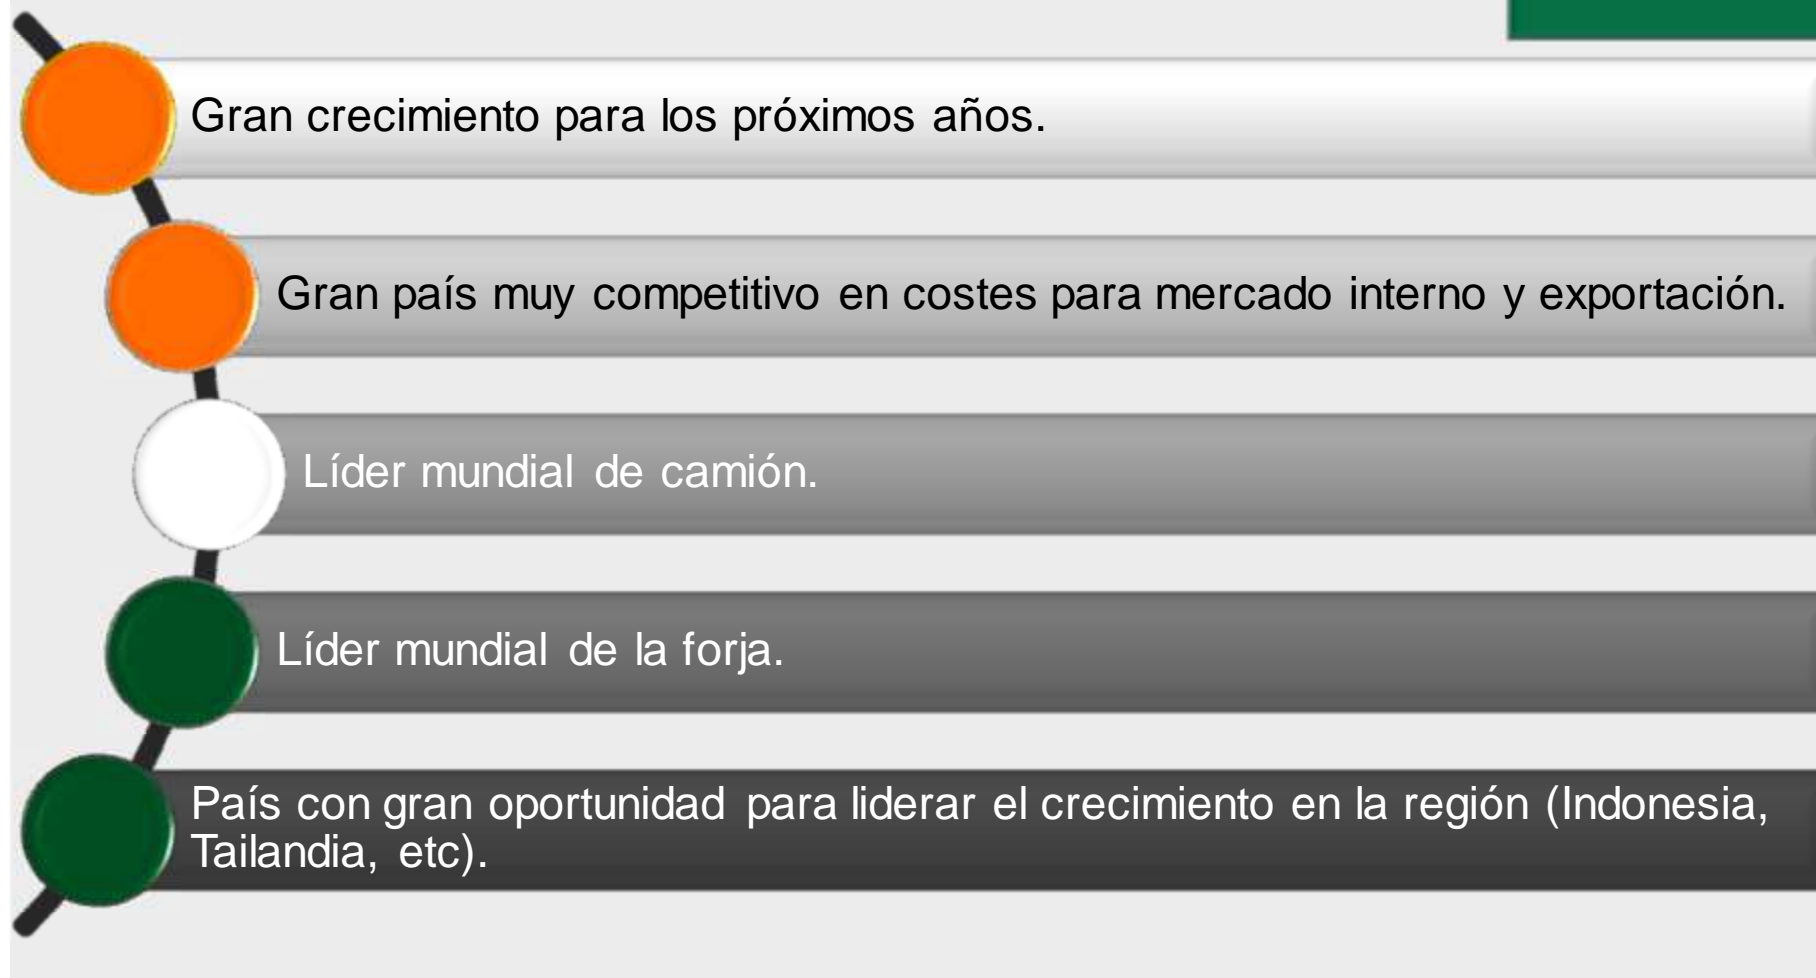 Gran crecimiento para los próximos años.
Gran país muy competitivo en costes para mercado interno y exportación.
Líder mundial de camión.
Líder mundial de la forja.
País con gran oportunidad para liderar el crecimiento en la región (Indonesia,
Tailandia, etc).